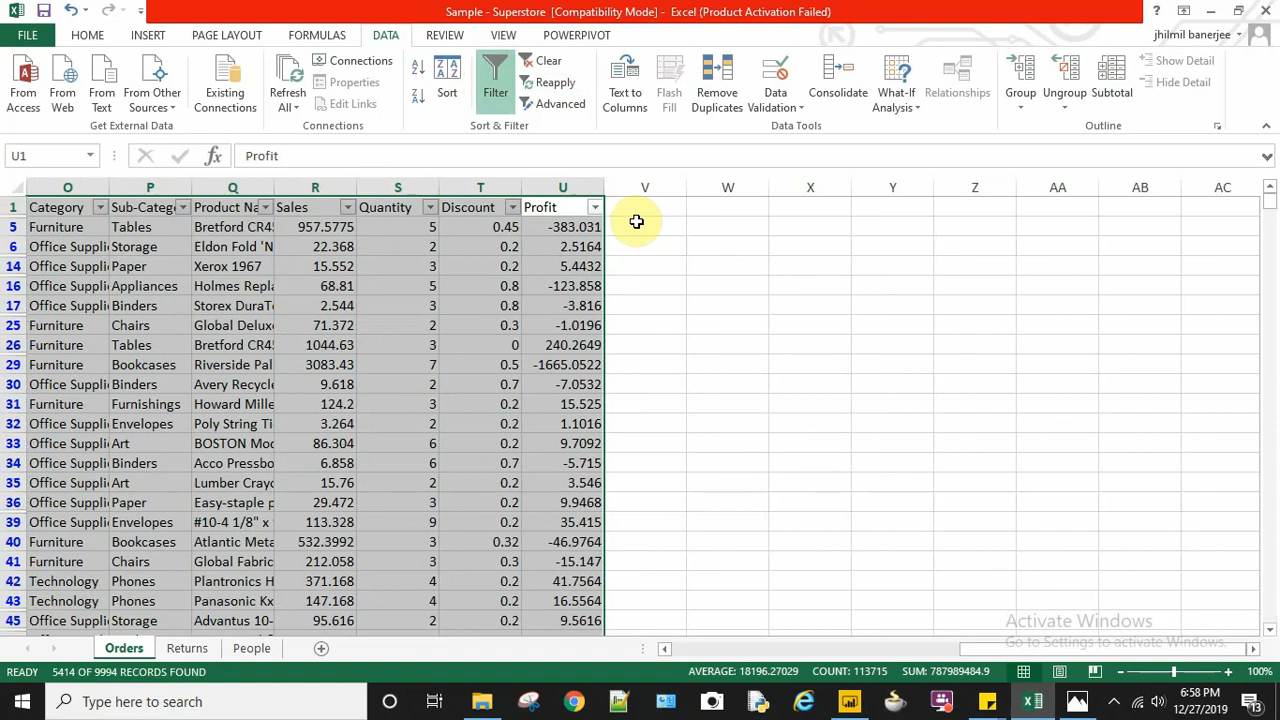 Sample - Superstore [Compatibility Mode] - Excel (Product Activation Failed)
FILE HOME INSERT PAGE LAYOUT FORMULAS DATA REVIEW VIEW POWERPIVOT jhilmil banerjee
From Access From Web From Text From Other Sources Existing Connections Refresh All Connections Properties Edit Links Sort Filter Clear Reapply Advanced Text to Columns Flash Fill Remove Duplicates Data Validation Consolidate What-If Analysis Relationships Group Ungroup Subtotal Show Detail Hide Detail
Get External Data Connections Sort & Filter Data Tools Outline
U1 fx Profit
O P Q R S T U V W X Y Z AA AB AC
1 Category Sub-Catego Product Na Sales Quantity Discount Profit
5 Furniture Tables Bretford CR45 957.5775 5 0.45 -383.031
6 Office Suppli Storage Eldon Fold 'N 22.368 2 0.2 2.5164
14 Office Suppli Paper Xerox 1967 15.552 3 0.2 5.4432
16 Office Suppli Appliances Holmes Repla 68.81 5 0.8 -123.858
17 Office Suppli Binders Storex DuraTe 2.544 3 0.8 -3.816
25 Furniture Chairs Global Deluxe 71.372 2 0.3 -1.0196
26 Furniture Tables Bretford CR45 1044.63 3 0 240.2649
29 Furniture Bookcases Riverside Pal 3083.43 7 0.5 -1665.0522
30 Office Suppli Binders Avery Recycle 9.618 2 0.7 -7.0532
31 Furniture Furnishings Howard Mille 124.2 3 0.2 15.525
32 Office Suppli Envelopes Poly String Ti 3.264 2 0.2 1.1016
33 Office Suppli Art BOSTON Mod 86.304 6 0.2 9.7092
34 Office Suppli Binders Acco Pressbo 6.858 6 0.7 -5.715
35 Office Suppli Art Lumber Crayo 15.76 2 0.2 3.546
36 Office Suppli Paper Easy-staple p 29.472 3 0.2 9.9468
39 Office Suppli Envelopes #10-4 1/8" x 113.328 9 0.2 35.415
40 Furniture Bookcases Atlantic Meta 532.3992 3 0.32 -46.9764
41 Furniture Chairs Global Fabric 212.058 3 0.3 -15.147
42 Technology Phones Plantronics H 371.168 4 0.2 41.7564
43 Technology Phones Panasonic Kx 147.168 4 0.2 16.5564
45 Office Suppli Storage Advantus 10- 95.616 2 0.2 9.5616
Activate Windows
Go to Settings to activate Windows.
Orders Returns People
READY 5414 OF 9994 RECORDS FOUND AVERAGE: 18196.27029 COUNT: 113715 SUM: 787989484.9 100%
Type here to search 6:58 PM
12/27/2019 13